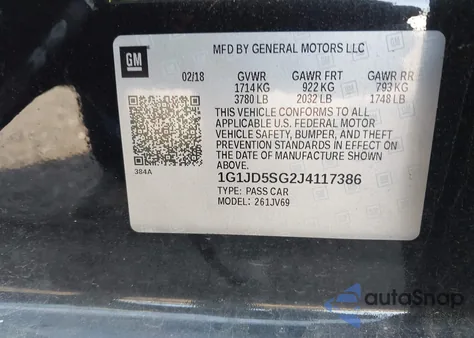 GM
MFD BY GENERAL MOTORS LLC
02/18 GVWR GAWR FRT GAWR RR
1714 KG 922 KG 793 KG
3780 LB 2032 LB 1748 LB
THIS VEHICLE CONFORMS TO ALL
APPLICABLE U.S. FEDERAL MOTOR
VEHICLE SAFETY, BUMPER, AND THEFT
PREVENTION STANDARDS IN EFFECT ON THE
DATE OF MANUFACTURE SHOWN
ABOVE.
384A
1G1JD5SG2J4117386
TYPE: PASS CAR
MODEL: 261JV69
autoSnap